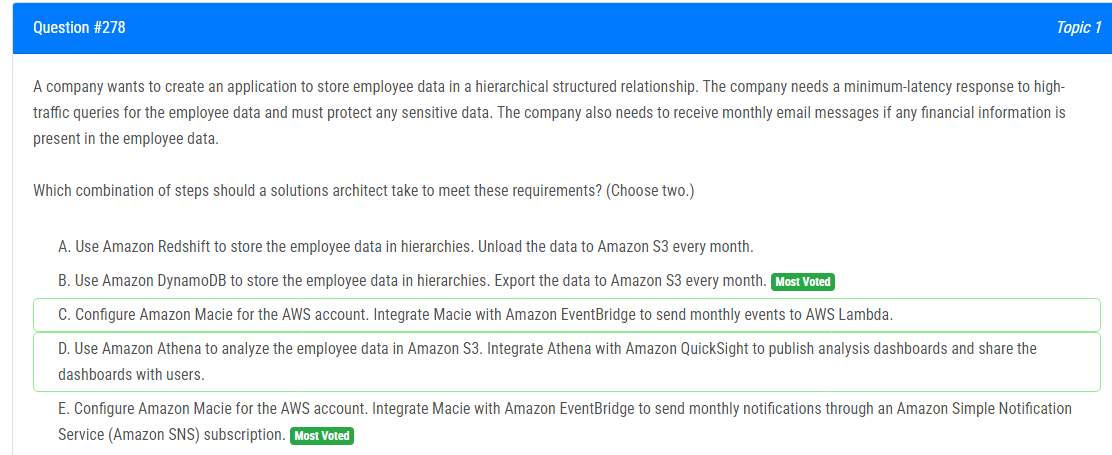 Question #278
Topic 1
A company wants to create an application to store employee data in a hierarchical structured relationship. The company needs a minimum-latency response to high-
traffic queries for the employee data and must protect any sensitive data. The company also needs to receive monthly email messages if any financial information is
present in the employee data.
Which combination of steps should a solutions architect take to meet these requirements? (Choose two.)
A. Use Amazon Redshift to store the employee data in hierarchies. Unload the data to Amazon S3 every month.
B. Use Amazon DynamoDB to store the employee data in hierarchies. Export the data to Amazon S3 every month. Most Voted
C. Configure Amazon Macie for the AWS account. Integrate Macie with Amazon EventBridge to send monthly events to AWS Lambda.
D. Use Amazon Athena to analyze the employee data in Amazon S3. Integrate Athena with Amazon QuickSight to publish analysis dashboards and share the
dashboards with users.
E. Configure Amazon Macie for the AWS account. Integrate Macie with Amazon EventBridge to send monthly notifications through an Amazon Simple Notification
Service (Amazon SNS) subscription. Most Voted